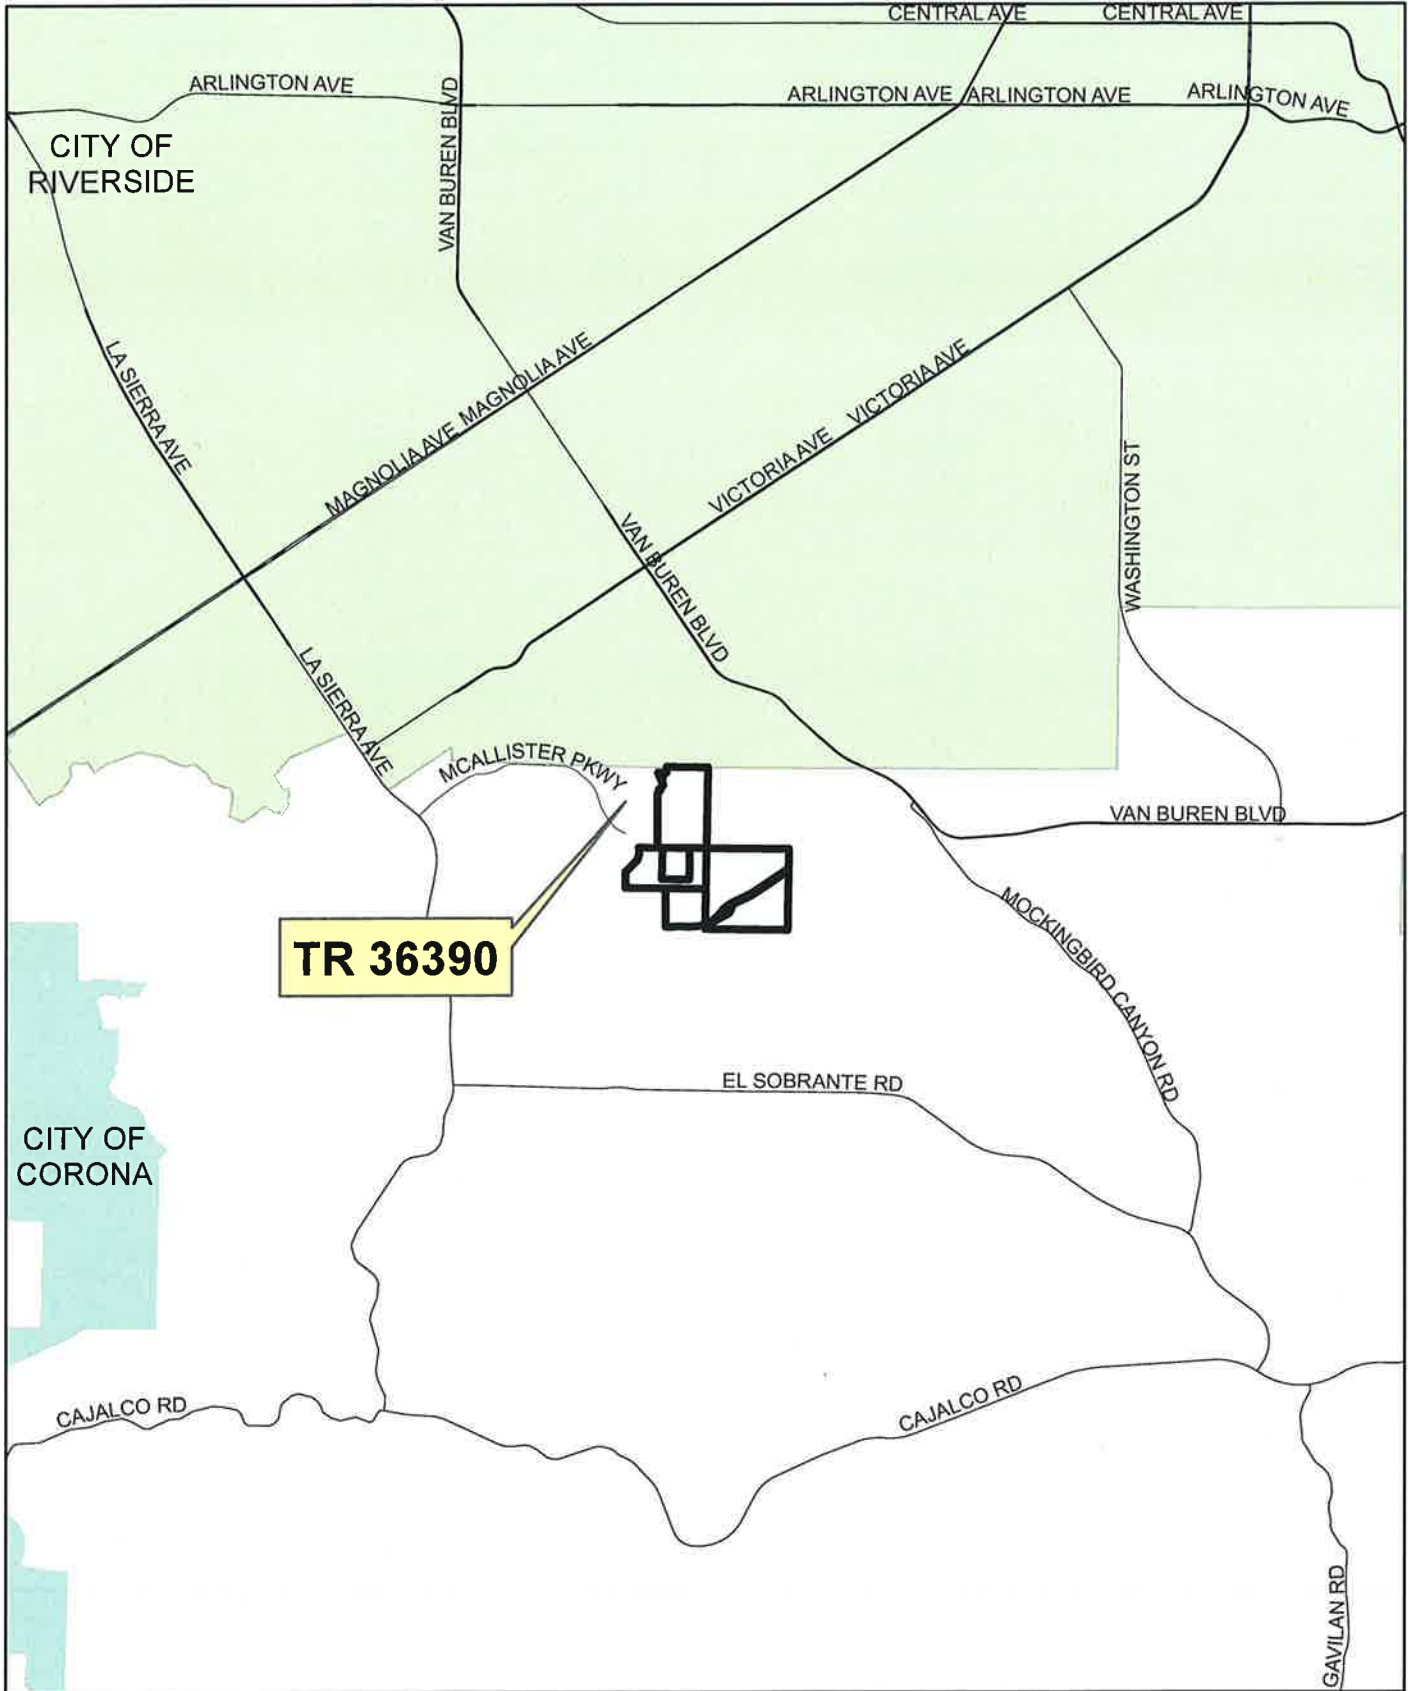 CENTRAL AVE
CENTRAL AVE
ARLINGTON AVE
ARLINGTON AVE
ARLINGTON AVE
ARLINGTON AVE
VAN BUREN BLVD
CITY OF
RIVERSIDE
LA SIERRA AVE
MAGNOLIA AVE
MAGNOLIA AVE
VICTORIA AVE
VICTORIA AVE
WASHINGTON ST
VAN BUREN BLVD
LA SIERRA AVE
MCALLISTER PKWY
VAN BUREN BLVD
TR 36390
MOCKINGBIRD CANYON RD
EL SOBRANTE RD
CITY OF
CORONA
CAJALCO RD
CAJALCO RD
GAVILAN RD